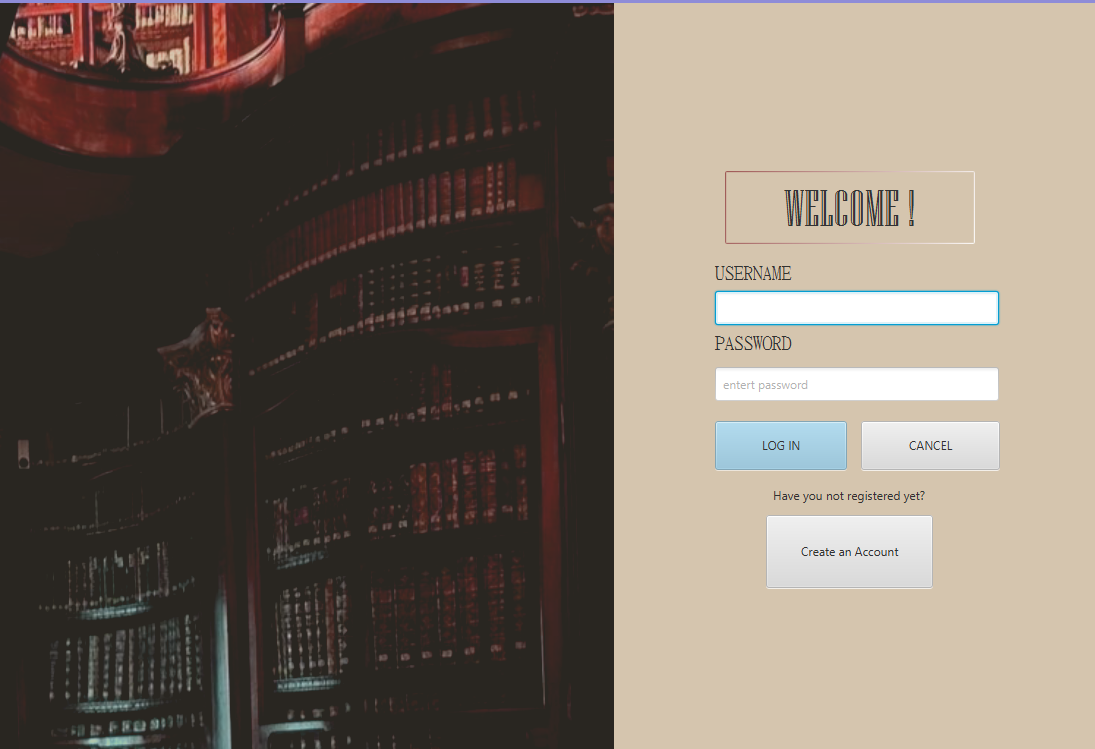 WELCOME !
USERNAME
PASSWORD
entert password
LOG IN
CANCEL
Have you not registered yet?
Create an Account